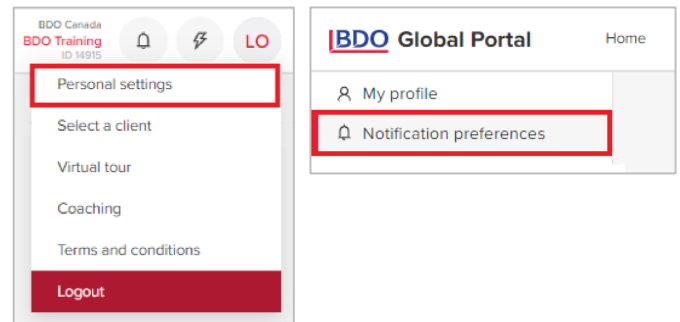 BDO Canada
BDO Training
ID 14915
LO
Personal settings
Select a client
Virtual tour
Coaching
Terms and conditions
Logout
BDO Global Portal
Home
My profile
Notification preferences